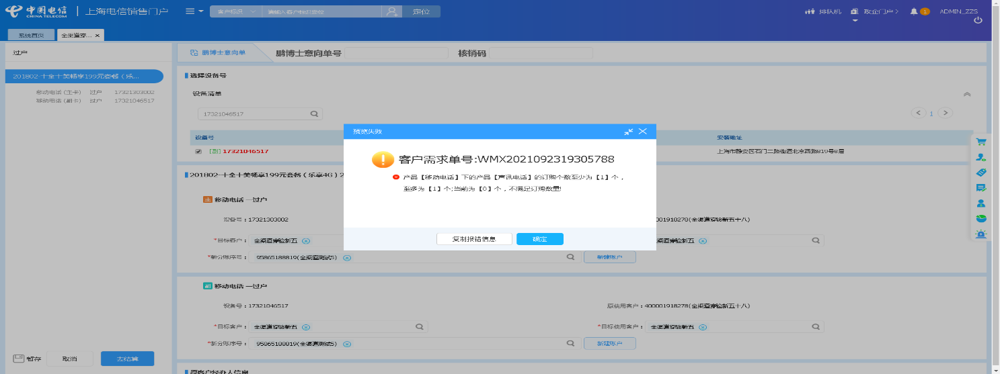 中国电信
CHINA TELECOM
上海电信销售门户
客户标识
请输入客户标识定位
定位
排队机
政企门户>
1
ADMIN_ZZS
系统首页
全渠道穿... ×
过户
201802-十全十美畅享199元套餐（乐...
移动电话 (主卡) 过户 17321303002
移动电话 (副卡) 过户 17321046517
暂存
取消
去结算
鹏博士意向单
鹏博士意向单号
核销码
选择设备号
设备清单
17321046517
1
设备号
安装地址
[副] 17321046517
上海市静安区石门二路街道北京西路819号8层
201802-十全十美畅享199元套餐（乐享4G）2
主 移动电话 —过户
设备号：17321303002
01918278(全渠道穿越新五十八)
*目标客户： 全渠道穿越新五
渠道穿越新五
*新分账序号： 95865188819(全渠道测试5)
新建账户
副 移动电话 —过户
设备号：17321046517
原使用客户：400001918278(全渠道穿越新五十八)
*目标客户： 全渠道穿越新五
*目标使用客户： 全渠道穿越新五
*新分账序号： 95865188819(全渠道测试5)
新建账户
原客户经办人信息
预览失败
客户需求单号:WMX2021092319305788
产品【移动电话】下的产品【声讯电话】的订购个数至少为【1】个，
至多为【1】个;当前为【0】个，不满足订购数量!
复制报错信息
确定